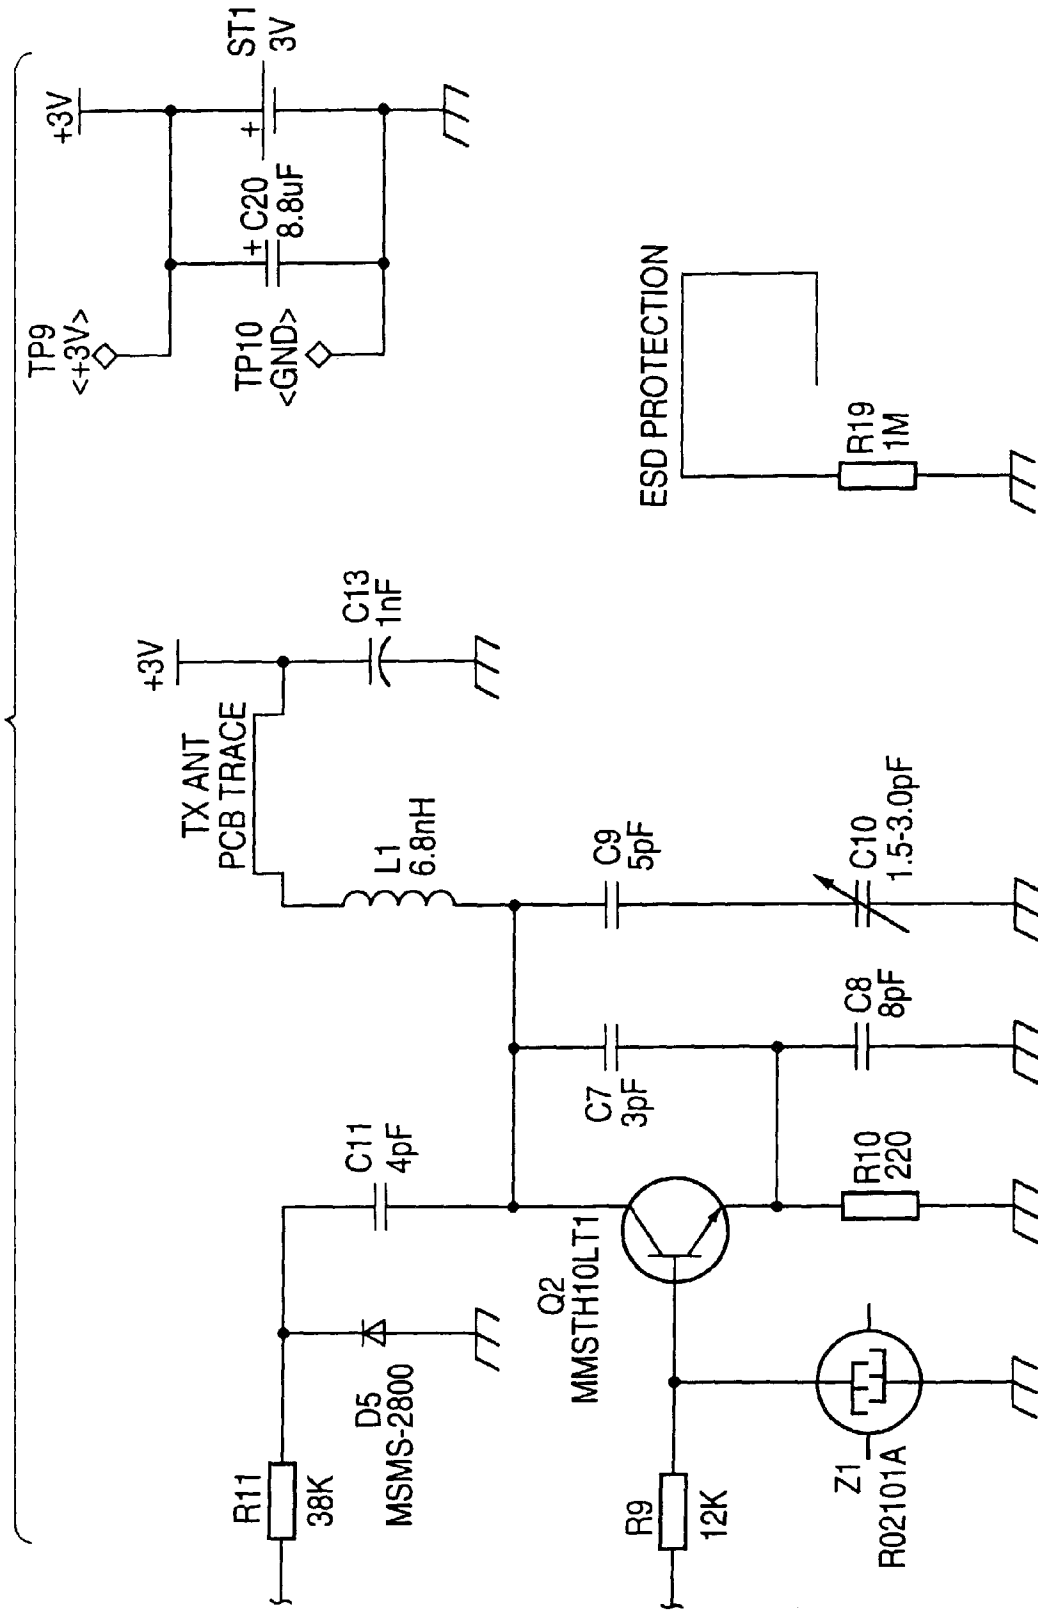 ST1
3V
+3V
+
+ C20
8.8uF
TP9
<+3V>
TP10
<GND>
ESD PROTECTION
R19
1M
+3V
C13
1nF
TX ANT
PCB TRACE
L1
6.8nH
C9
5pF
C10
1.5-3.0pF
C11
4pF
C7
3pF
C8
8pF
R10
220
Q2
MMSTH10LT1
D5
MSMS-2800
R11
38K
R9
12K
Z1
R02101A